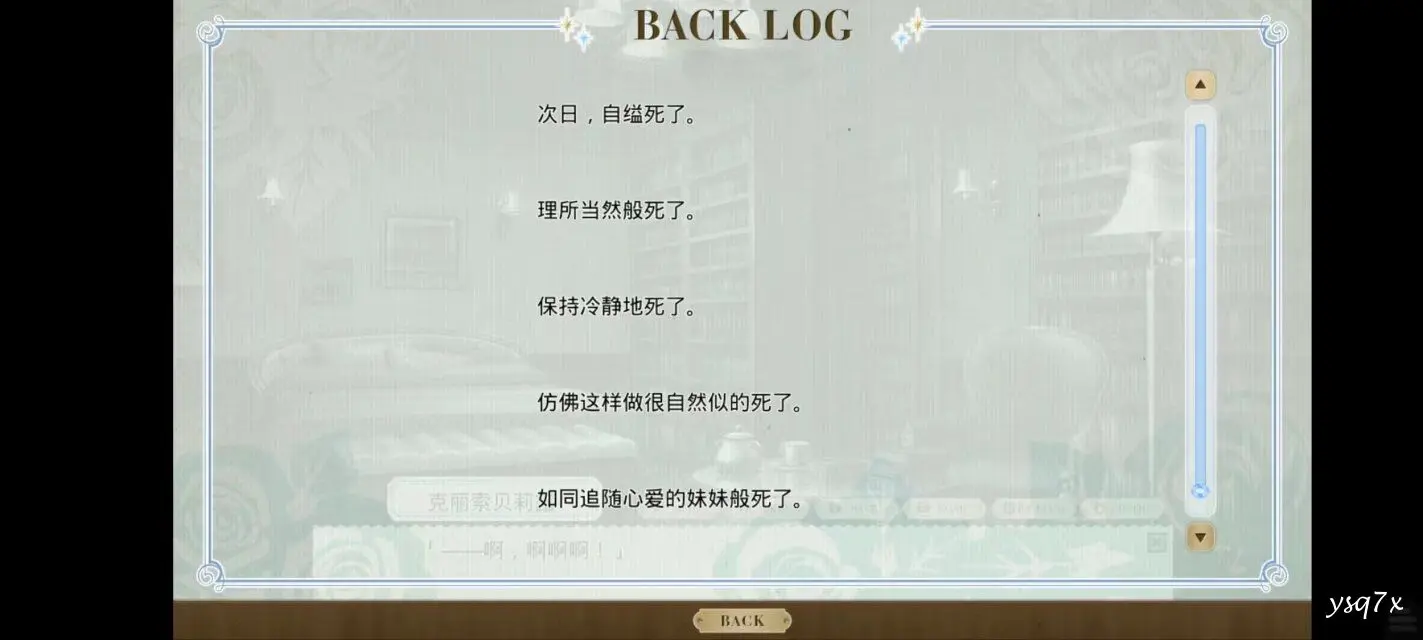 BACK LOG
次日，自缢死了。
理所当然般死了。
保持冷静地死了。
仿佛这样做很自然似的死了。
克丽索贝莉
如同追随心爱的妹妹般死了。
「——啊，啊啊啊！」
BACK
ysq7x